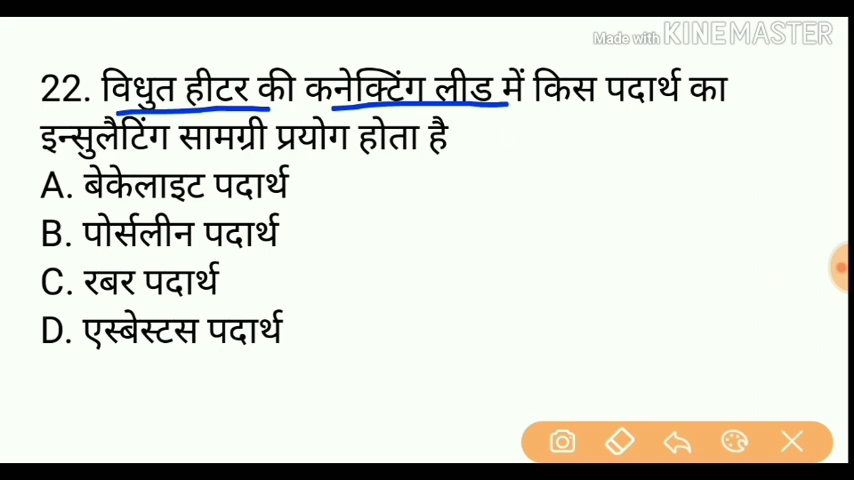 Made with KINEMASTER
22. विधुत हीटर की कनेक्टिंग लीड में किस पदार्थ का
इन्सुलैटिंग सामग्री प्रयोग होता है
A. बेकेलाइट पदार्थ
B. पोर्सलीन पदार्थ
C. रबर पदार्थ
D. एस्बेस्टस पदार्थ